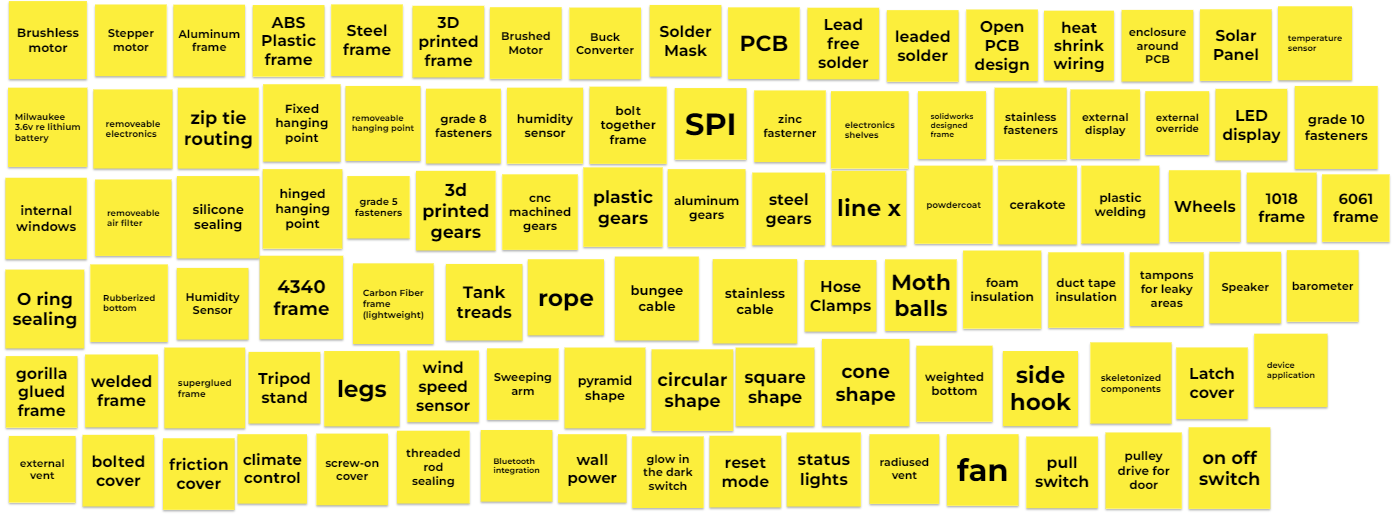 Brushless
motor
Stepper
motor
Aluminum
frame
ABS
Plastic
frame
Steel
frame
3D
printed
frame
Brushed
Motor
Buck
Converter
Solder
Mask
PCB
Lead
free
solder
leaded
solder
Open
PCB
design
heat
shrink
wiring
enclosure
around
PCB
Solar
Panel
temperature
sensor
Milwaukee
3.6v re lithium
battery
removeable
electronics
zip tie
routing
Fixed
hanging
point
removeable
hanging point
grade 8
fasteners
humidity
sensor
bolt
together
frame
SPI
zinc
fasterner
electronics
shelves
solidworks
designed
frame
stainless
fasteners
external
display
external
override
LED
display
grade 10
fasteners
internal
windows
removeable
air filter
silicone
sealing
hinged
hanging
point
grade 5
fasteners
3d
printed
gears
cnc
machined
gears
plastic
gears
aluminum
gears
steel
gears
line x
powdercoat
cerakote
plastic
welding
Wheels
1018
frame
6061
frame
O ring
sealing
Rubberized
bottom
Humidity
Sensor
4340
frame
Carbon Fiber
frame
(lightweight)
Tank
treads
rope
bungee
cable
stainless
cable
Hose
Clamps
Moth
balls
foam
insulation
duct tape
insulation
tampons
for leaky
areas
Speaker
barometer
gorilla
glued
frame
welded
frame
superglued
frame
Tripod
stand
legs
wind
speed
sensor
Sweeping
arm
pyramid
shape
circular
shape
square
shape
cone
shape
weighted
bottom
side
hook
skeletonized
components
Latch
cover
device
application
external
vent
bolted
cover
friction
cover
climate
control
screw-on
cover
threaded
rod
sealing
Bluetooth
integration
wall
power
glow in
the dark
switch
reset
mode
status
lights
radiused
vent
fan
pull
switch
pulley
drive for
door
on off
switch